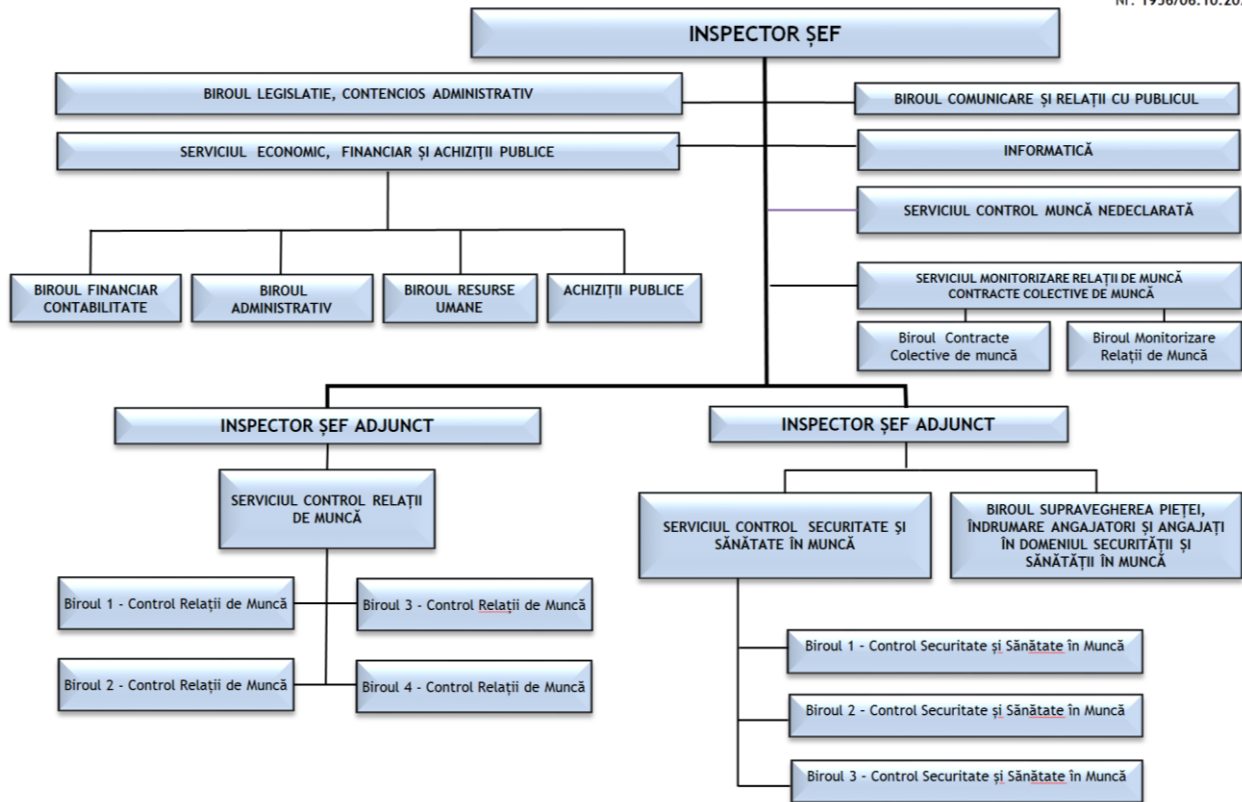 Nr. 1956/06.10.202
INSPECTOR ȘEF
BIROUL LEGISLATIE, CONTENCIOS ADMINISTRATIV
BIROUL COMUNICARE ȘI RELAȚII CU PUBLICUL
SERVICIUL ECONOMIC, FINANCIAR ȘI ACHIZIȚII PUBLICE
INFORMATICĂ
SERVICIUL CONTROL MUNCĂ NEDECLARATĂ
BIROUL FINANCIAR
CONTABILITATE
BIROUL
ADMINISTRATIV
BIROUL RESURSE
UMANE
ACHIZIȚII PUBLICE
SERVICIUL MONITORIZARE RELAȚII DE MUNCĂ
CONTRACTE COLECTIVE DE MUNCĂ
Biroul Contracte
Colective de muncă
Biroul Monitorizare
Relații de Muncă
INSPECTOR ȘEF ADJUNCT
INSPECTOR ȘEF ADJUNCT
SERVICIUL CONTROL RELAȚII
DE MUNCĂ
SERVICIUL CONTROL SECURITATE ȘI
SĂNĂTATE ÎN MUNCĂ
BIROUL SUPRAVEGHEREA PIEȚEI,
ÎNDRUMARE ANGAJATORI ȘI ANGAJAȚI
ÎN DOMENIUL SECURITĂȚII ȘI
SĂNĂTĂȚII ÎN MUNCĂ
Biroul 1 - Control Relații de Muncă
Biroul 3 - Control Relații de Muncă
Biroul 2 - Control Relații de Muncă
Biroul 4 - Control Relații de Muncă
Biroul 1 - Control Securitate și Sănătate în Muncă
Biroul 2 - Control Securitate și Sănătate în Muncă
Biroul 3 - Control Securitate și Sănătate în Muncă